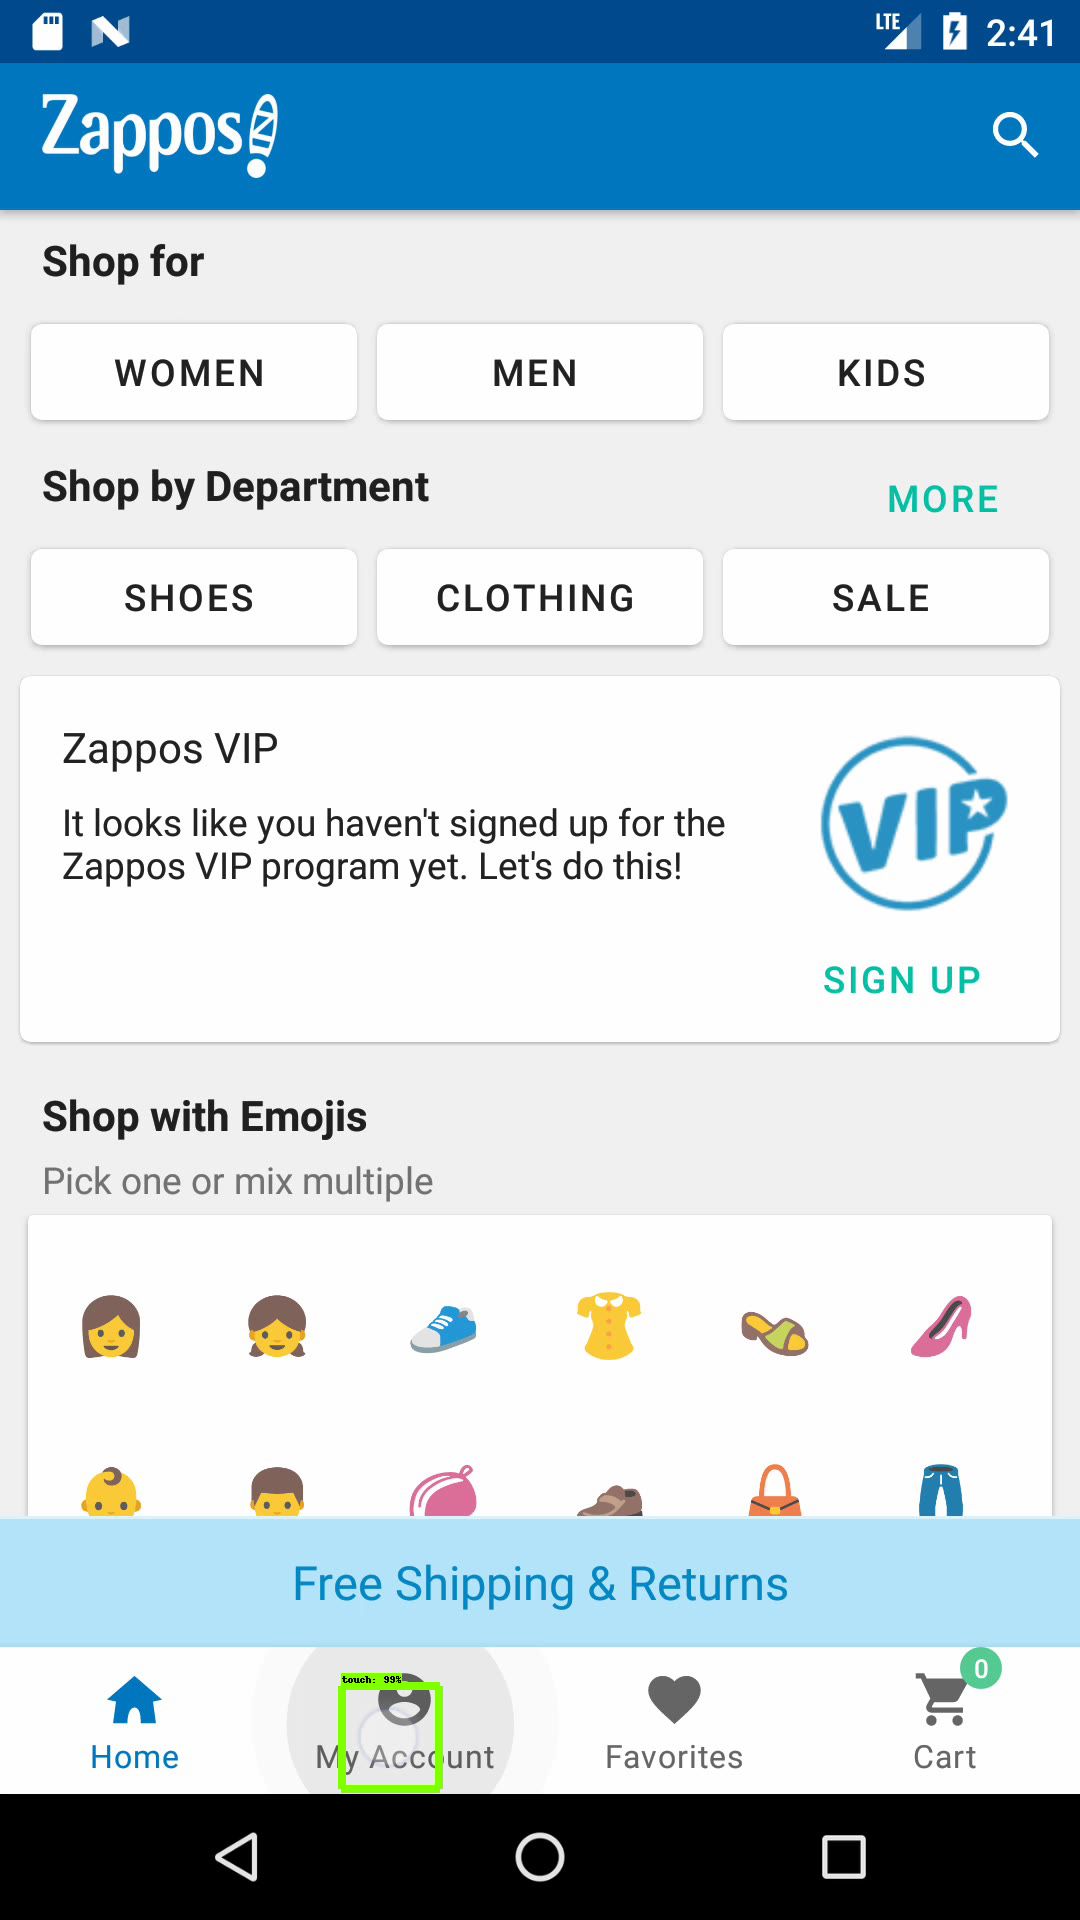 LTE 2:41
Zappos
Shop for
WOMEN MEN KIDS
Shop by Department MORE
SHOES CLOTHING SALE
Zappos VIP
It looks like you haven't signed up for the
Zappos VIP program yet. Let's do this!
VIP
SIGN UP
Shop with Emojis
Pick one or mix multiple
Free Shipping & Returns
touch: 99%
0
Home My Account Favorites Cart